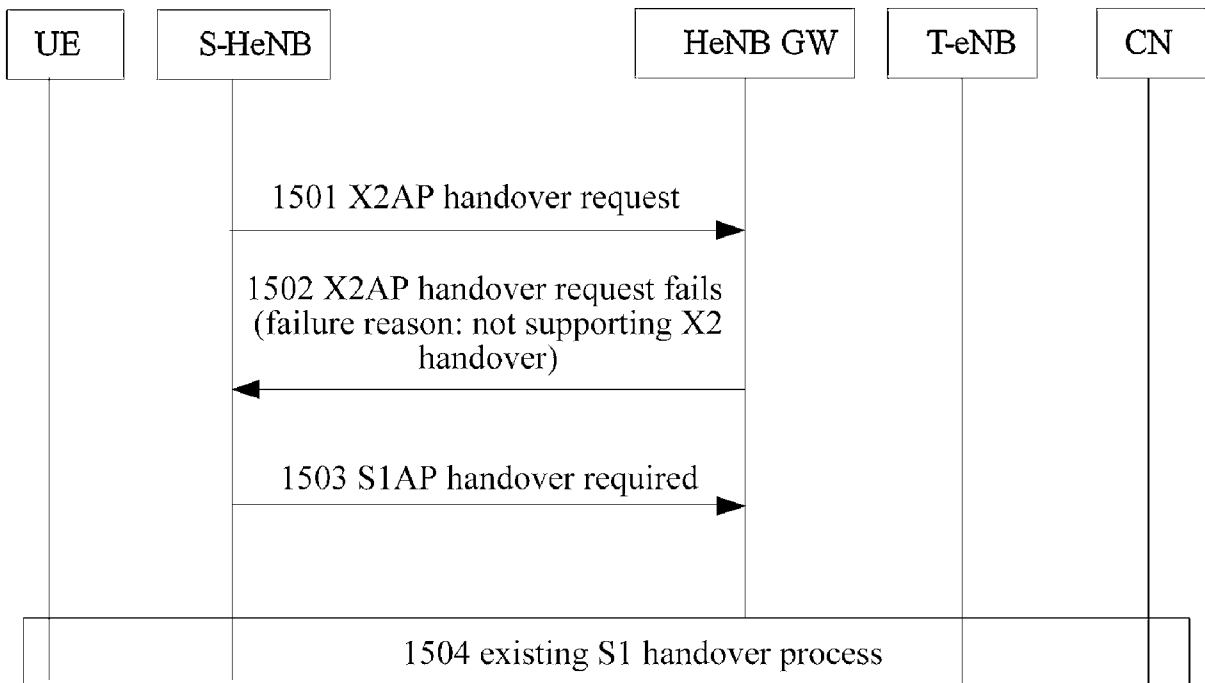 UE
S-HeNB
HeNB GW
T-eNB
CN
1501 X2AP handover request
1502 X2AP handover request fails
(failure reason: not supporting X2
handover)
1503 S1AP handover required
1504 existing S1 handover process